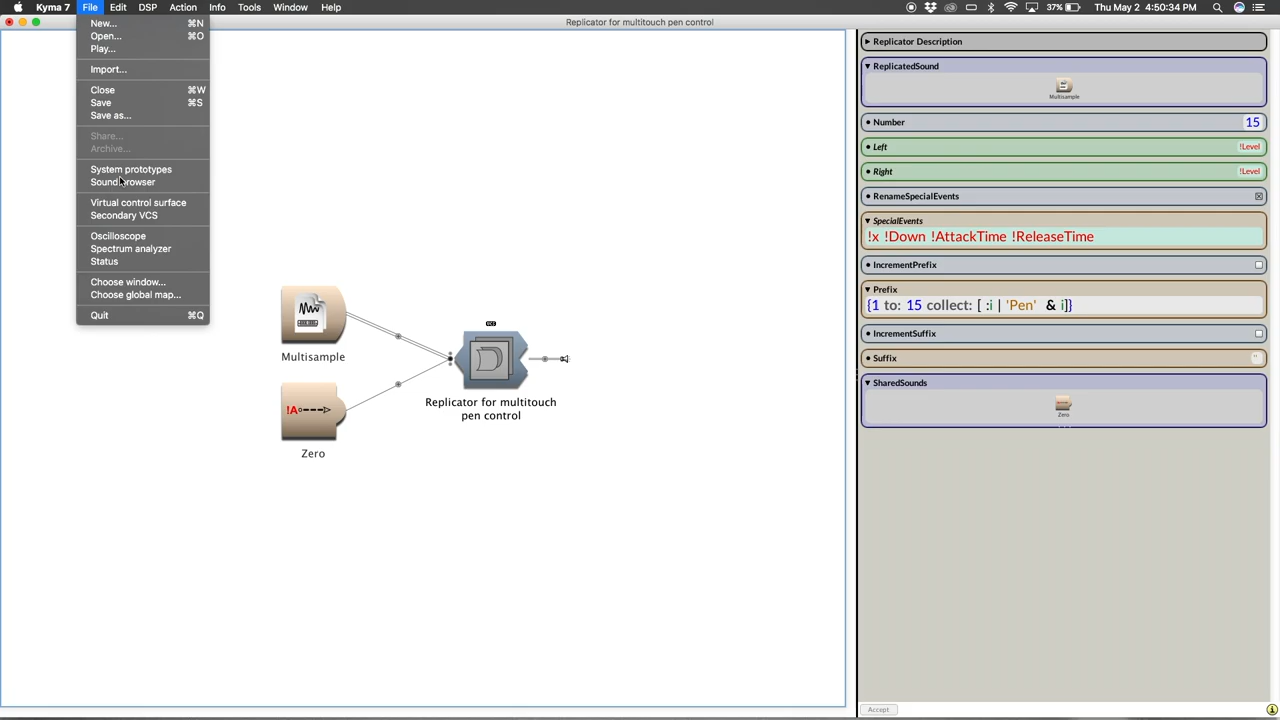 Kyma 7 File Edit DSP Action Info Tools Window Help 37% Thu May 2 4:50:34 PM
Replicator for multitouch pen control
New... ⌘N
Open... ⌘O
Play...
Import...
Close ⌘W
Save ⌘S
Save as...
Share...
Archive...
System prototypes
Sound browser
Virtual control surface
Secondary VCS
Oscilloscope
Spectrum analyzer
Status
Choose window...
Choose global map...
Quit ⌘Q
Multisample
!A
Zero
VCS
Replicator for multitouch
pen control
Replicator Description
ReplicatedSound
Multisample
Number 15
Left !Level
Right !Level
RenameSpecialEvents
SpecialEvents
!x !Down !AttackTime !ReleaseTime
IncrementPrefix
Prefix
{1 to: 15 collect: [ :i | 'Pen' & i]}
IncrementSuffix
Suffix ''
SharedSounds
Zero
Accept